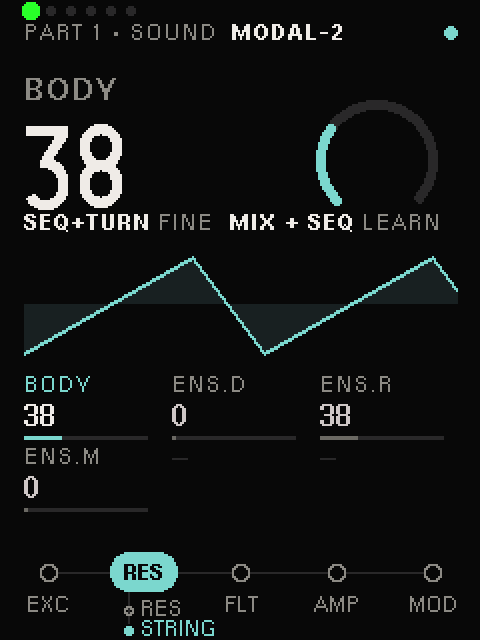 PART 1 · SOUND MODAL-2
BODY
38
SEQ+TURN FINE MIX + SEQ LEARN
BODY ENS.D ENS.R
38 0 38
ENS.M — —
0
RES
EXC RES FLT AMP MOD
STRING